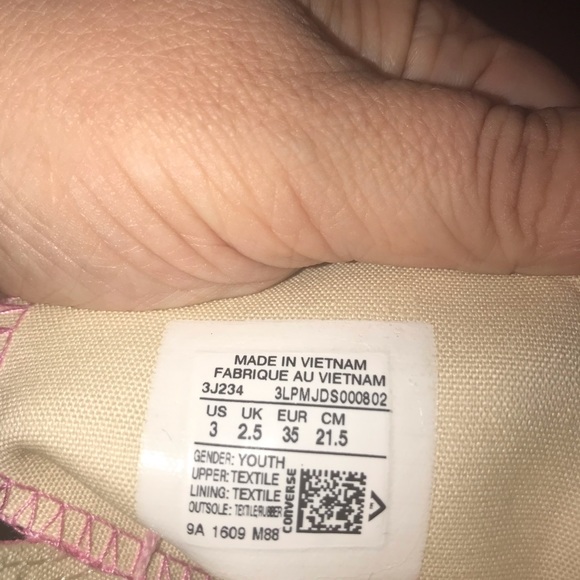 MADE IN VIETNAM
FABRIQUE AU VIETNAM
3J234 3LPMJDS000802
US UK EUR CM
3 2.5 35 21.5
GENDER: YOUTH
UPPER: TEXTILE
LINING: TEXTILE
OUTSOLE: TEXTILE/RUBBER
CONVERSE
9A 1609 M88